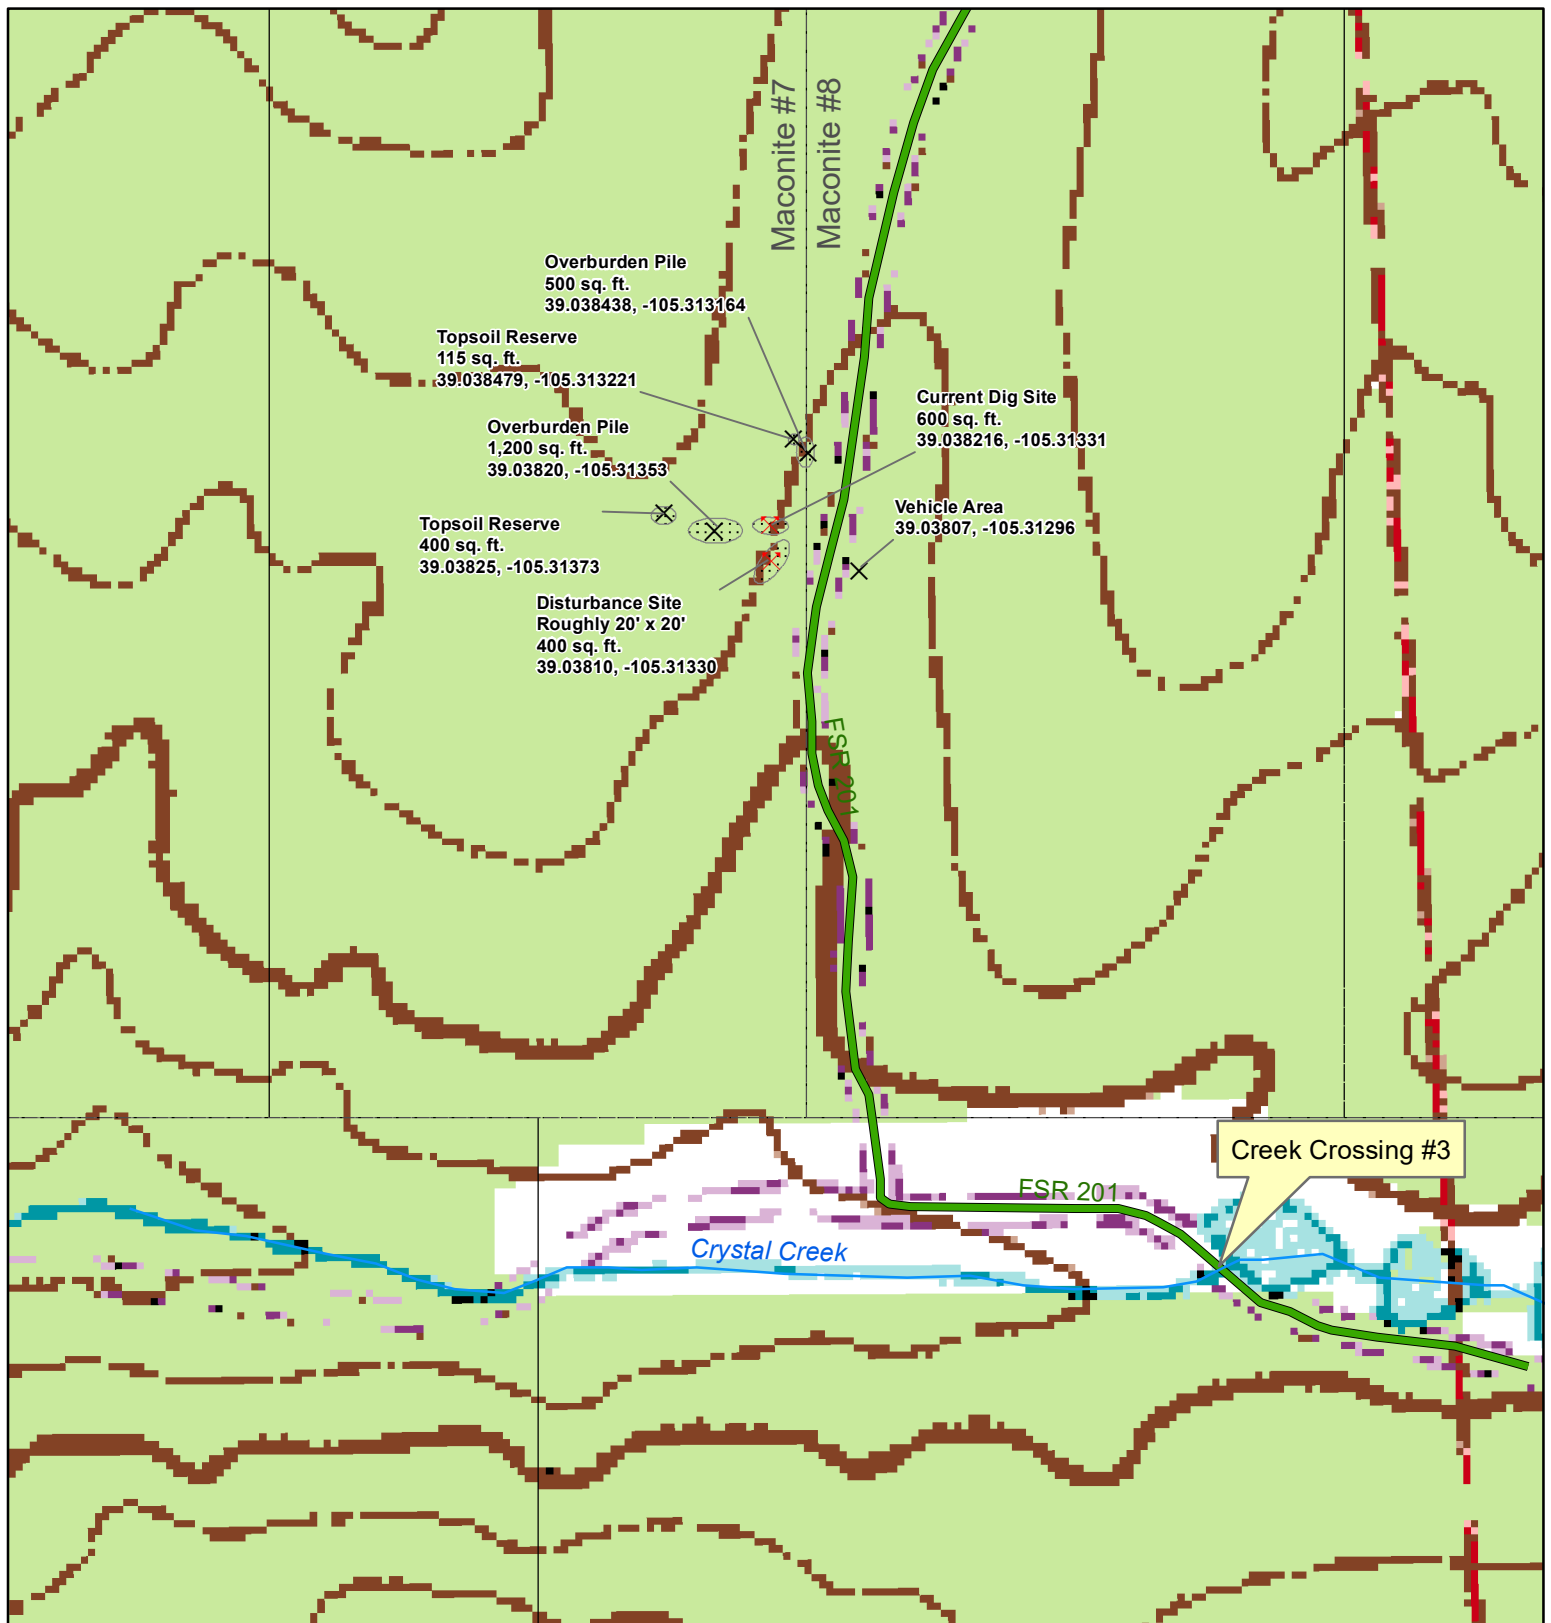 Maconite #7
Maconite #8
Overburden Pile
500 sq. ft.
39.038438, -105.313164
Topsoil Reserve
115 sq. ft.
39.038479, -105.313221
Current Dig Site
600 sq. ft.
39.038216, -105.31331
Overburden Pile
1,200 sq. ft.
39.03820, -105.31353
Vehicle Area
39.03807, -105.31296
Topsoil Reserve
400 sq. ft.
39.03825, -105.31373
Disturbance Site
Roughly 20' x 20'
400 sq. ft.
39.03810, -105.31330
FSR 201
Creek Crossing #3
FSR 201
Crystal Creek